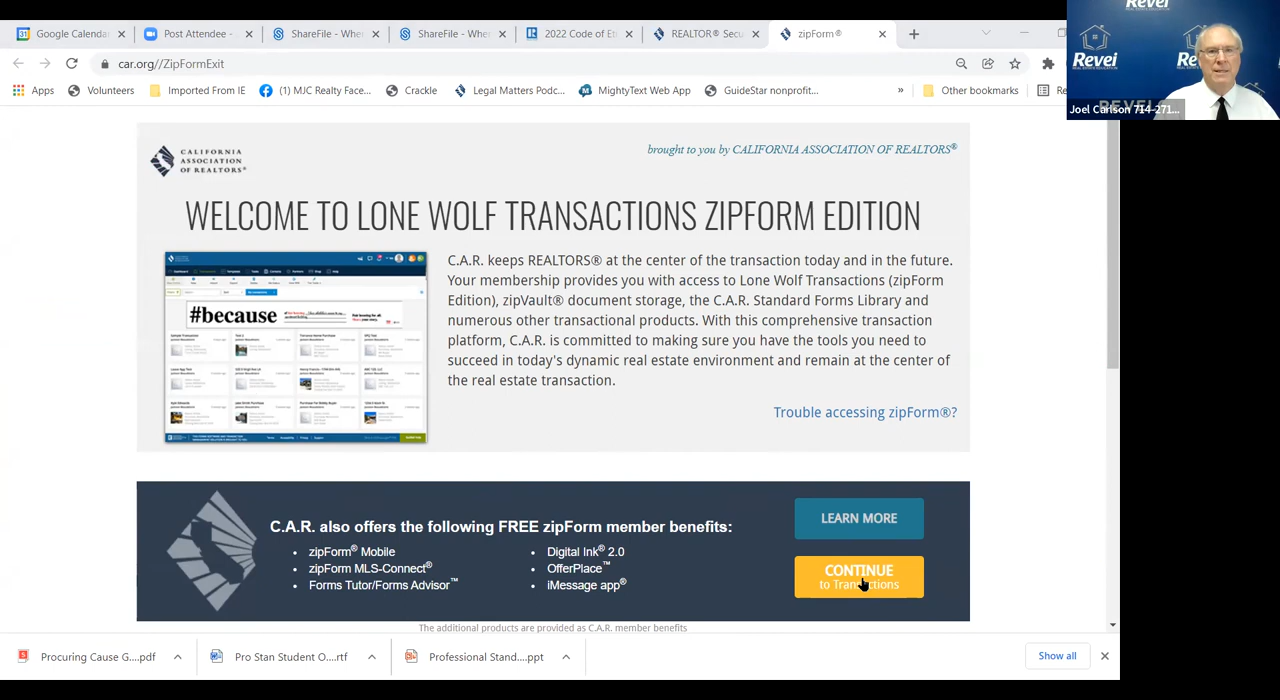 Google Calenda
Post Attendee -
ShareFile - Whe
ShareFile - Whe
2022 Code of Et
REALTOR® Secu
zipForm®
car.org//ZipFormExit
Apps
Volunteers
Imported From IE
(1) MJC Realty Face...
Crackle
Legal Matters Podc...
MightyText Web App
GuideStar nonprofit...
»
Other bookmarks
Revei
Revei
Joel Carlson 714-271...
CALIFORNIA
ASSOCIATION
OF REALTORS®
brought to you by CALIFORNIA ASSOCIATION OF REALTORS®
WELCOME TO LONE WOLF TRANSACTIONS ZIPFORM EDITION
#because
C.A.R. keeps REALTORS® at the center of the transaction today and in the future.
Your membership provides you with access to Lone Wolf Transactions (zipForm
Edition), zipVault® document storage, the C.A.R. Standard Forms Library and
numerous other transactional products. With this comprehensive transaction
platform, C.A.R. is committed to making sure you have the tools you need to
succeed in today's dynamic real estate environment and remain at the center of
the real estate transaction.
Trouble accessing zipForm®?
C.A.R. also offers the following FREE zipForm member benefits:
• zipForm® Mobile
• zipForm MLS-Connect®
• Forms Tutor/Forms Advisor™
• Digital Ink® 2.0
• OfferPlace™
• iMessage app®
LEARN MORE
CONTINUE
to Transactions
The additional products are provided as C.A.R. member benefits
Procuring Cause G....pdf
Pro Stan Student O....rtf
Professional Stand....ppt
Show all